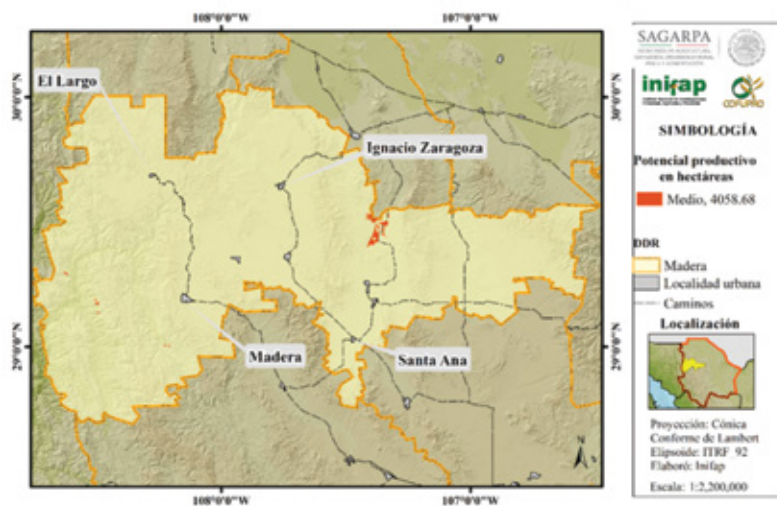 108°0'0"W
107°0'0"W
30°0'0"N
30°0'0"N
El Largo
Ignacio Zaragoza
29°0'0"N
29°0'0"N
Madera
Santa Ana
N
108°0'0"W
107°0'0"W
SAGARPA
inifap
COFUPRO
SIMBOLOGÍA
Potencial productivo
en hectáreas
Medio, 4058.68
DDR
Madera
Localidad urbana
Caminos
Localización
Proyección: Cónica
Conforme de Lambert
Elipsoide: ITRF_92
Elaboró: Inifap
Escala: 1:2,200,000